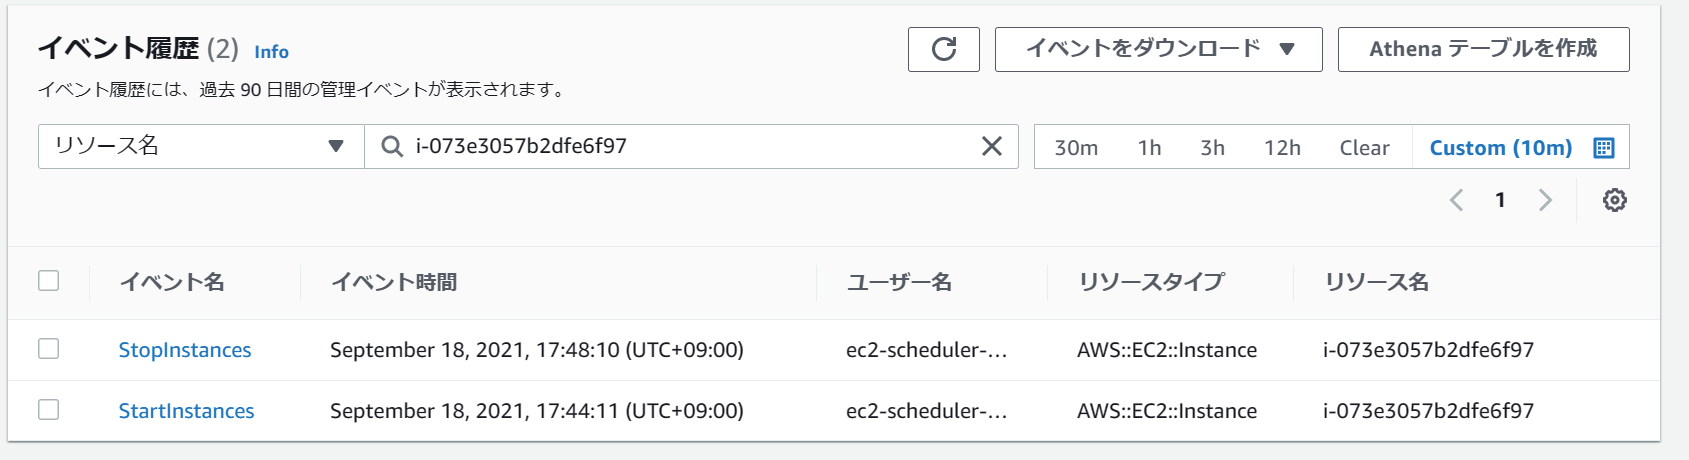 イベント履歴 (2) Info
イベントをダウンロード ▼
Athena テーブルを作成
イベント履歴には、過去 90 日間の管理イベントが表示されます。
リソース名 ▼
i-073e3057b2dfe6f97
30m 1h 3h 12h Clear Custom (10m)
1
イベント名 イベント時間 ユーザー名 リソースタイプ リソース名
StopInstances September 18, 2021, 17:48:10 (UTC+09:00) ec2-scheduler-... AWS::EC2::Instance i-073e3057b2dfe6f97
StartInstances September 18, 2021, 17:44:11 (UTC+09:00) ec2-scheduler-... AWS::EC2::Instance i-073e3057b2dfe6f97